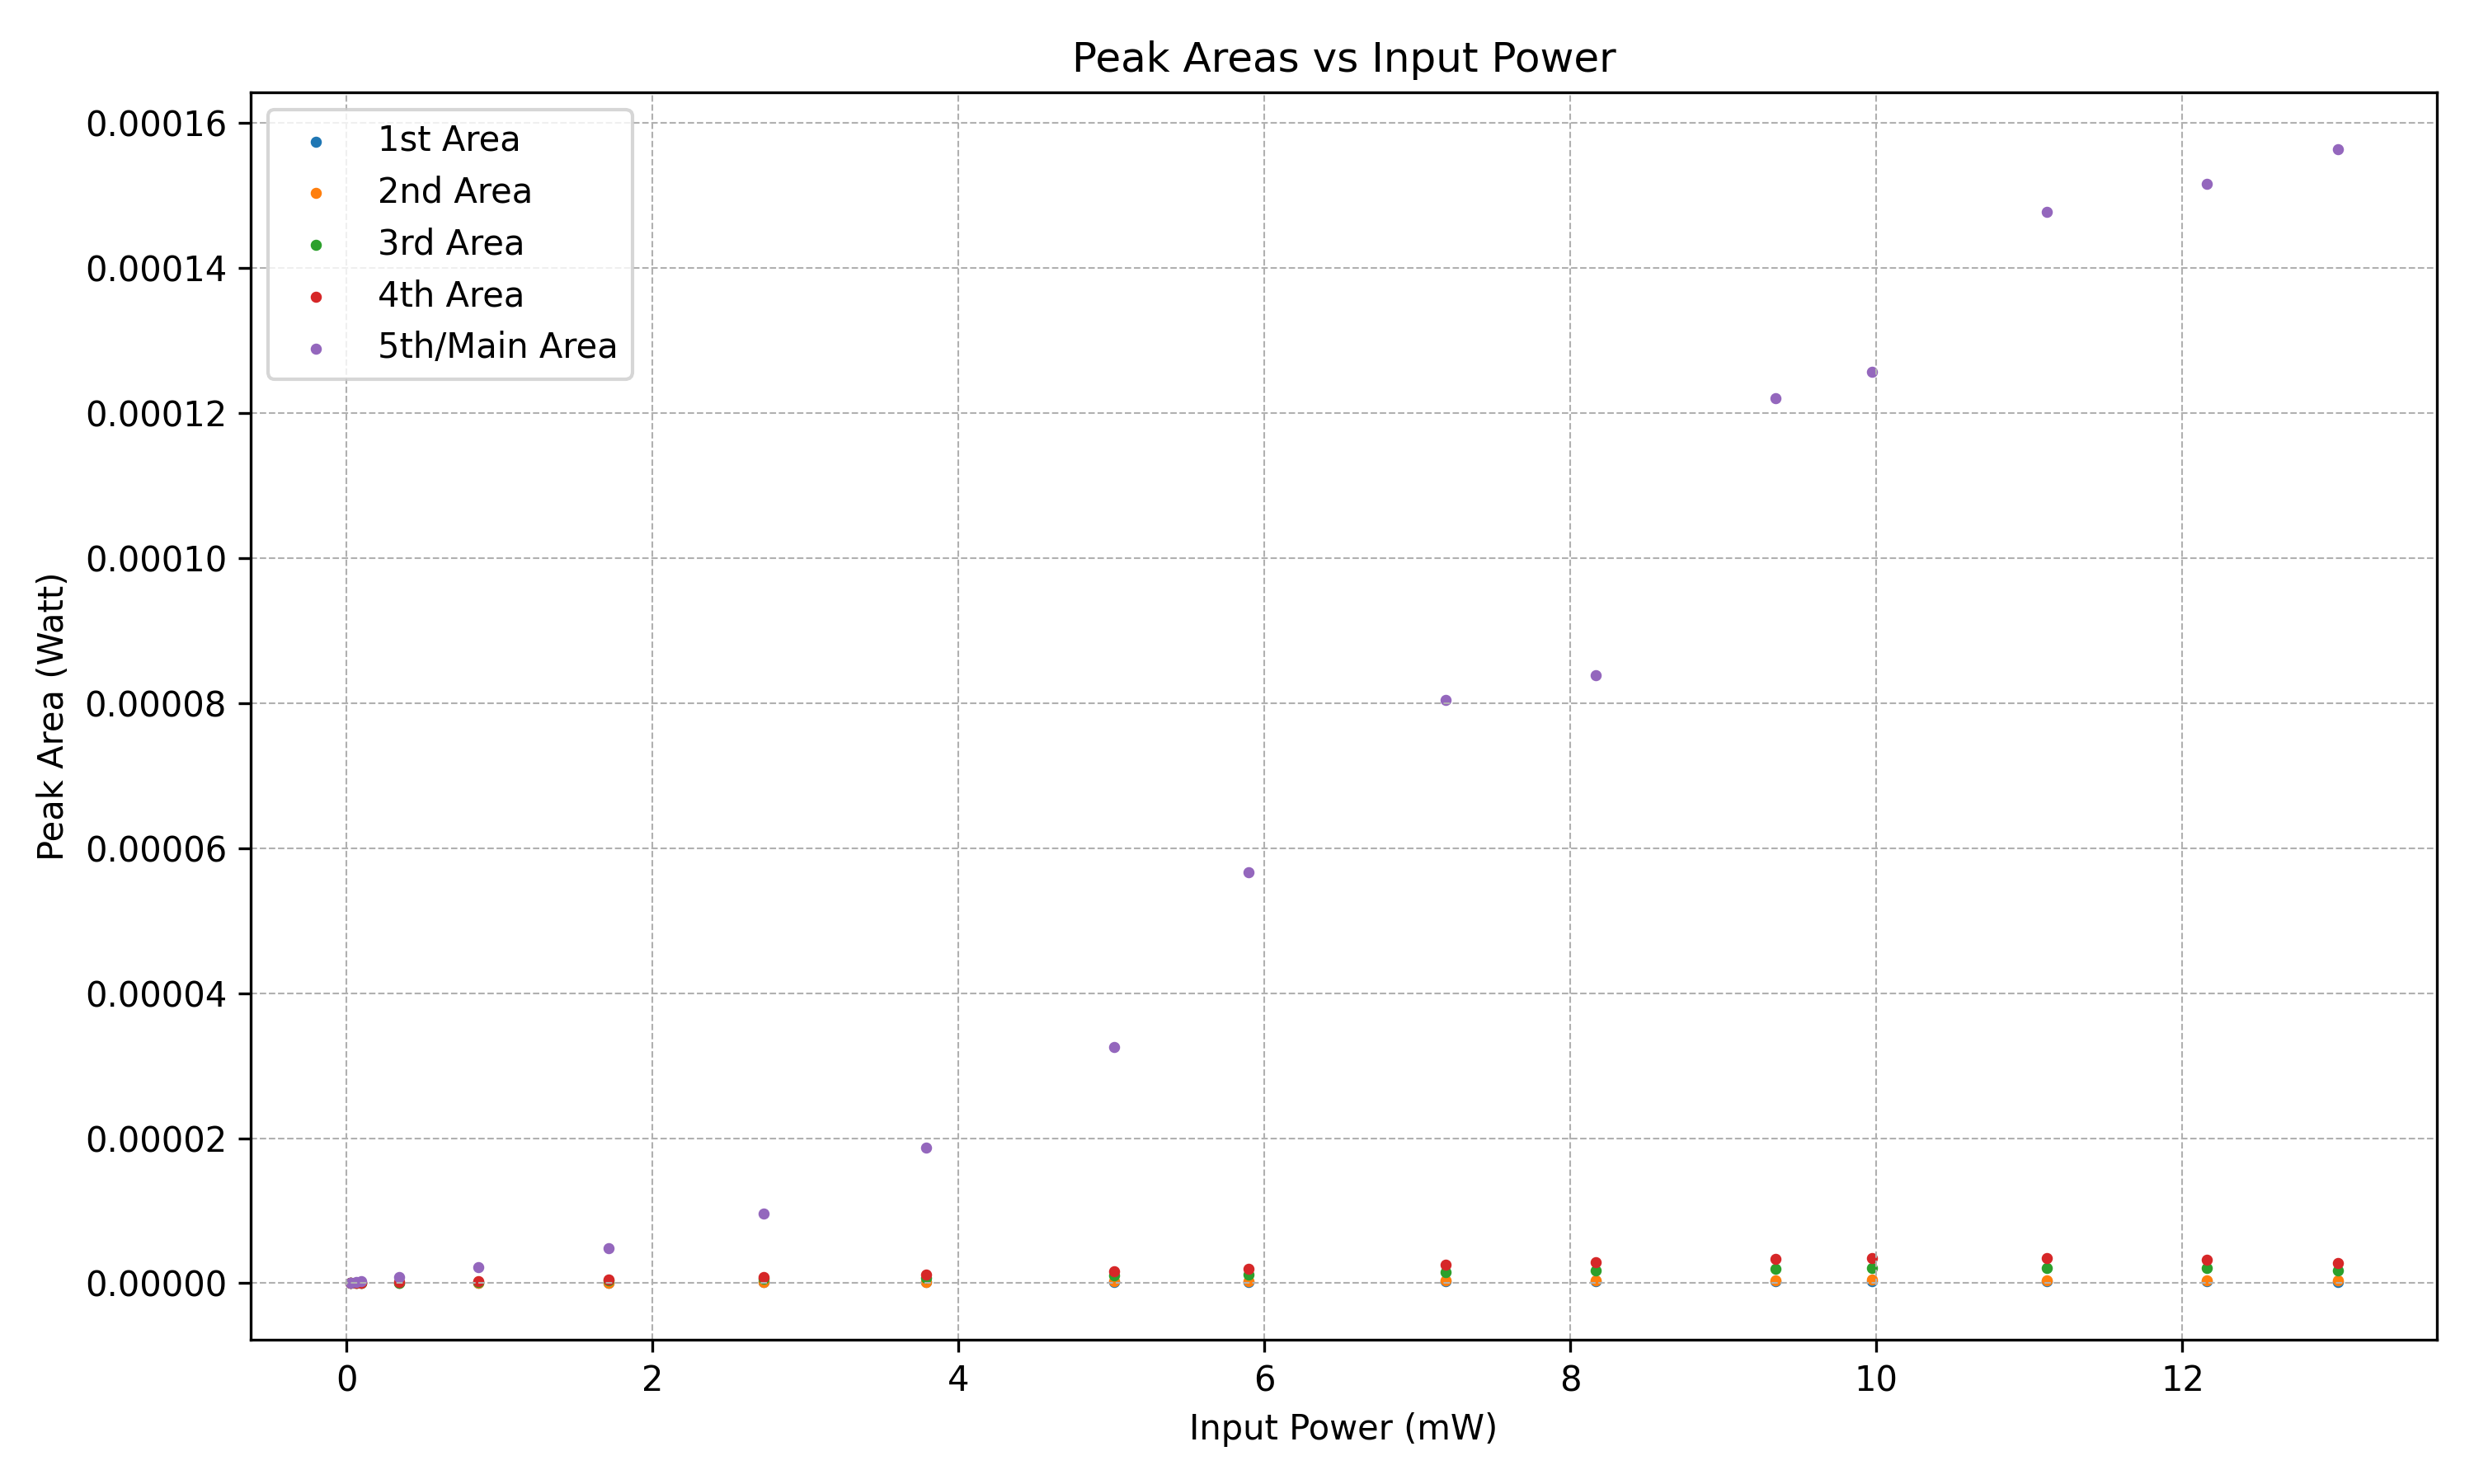 Peak Areas vs Input Power
0.00016
0.00014
0.00012
0.00010
0.00008
0.00006
0.00004
0.00002
0.00000
Peak Area (Watt)
1st Area
2nd Area
3rd Area
4th Area
5th/Main Area
0 2 4 6 8 10 12
Input Power (mW)